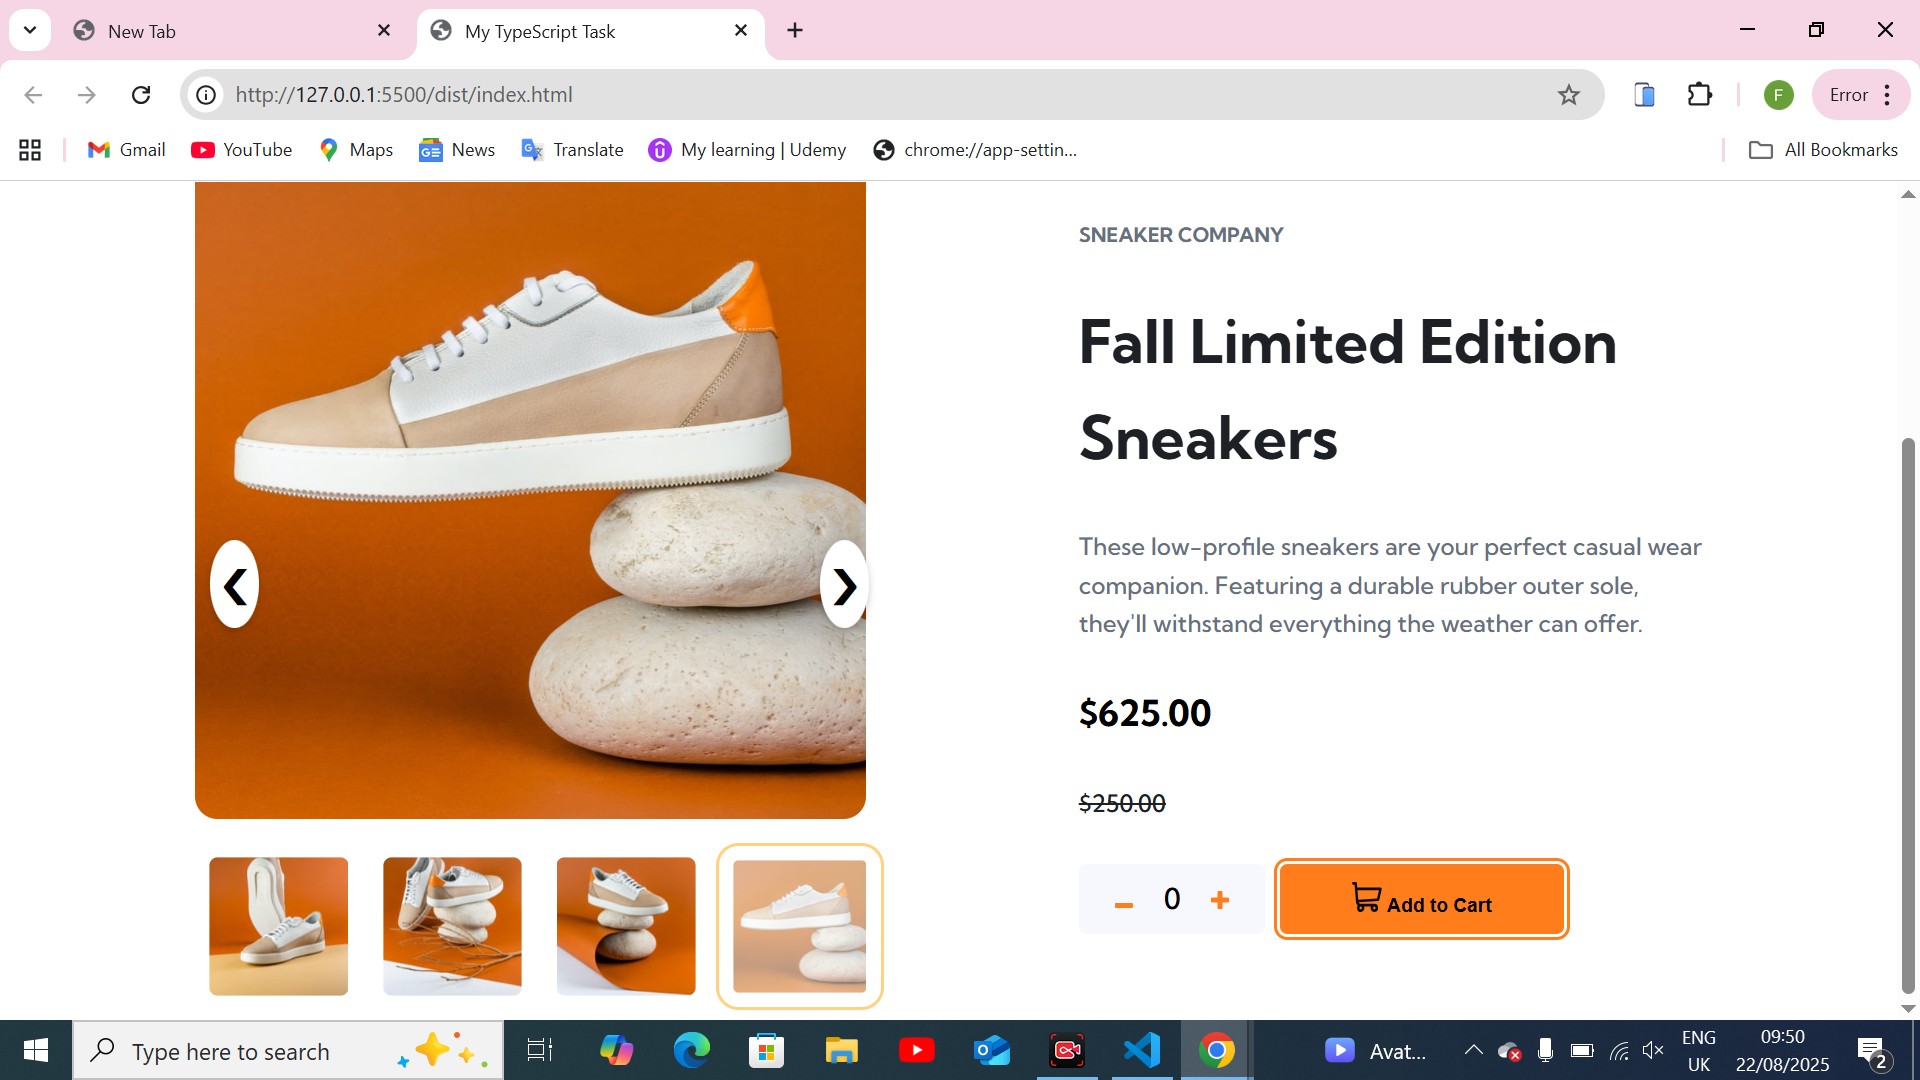 New Tab
My TypeScript Task
http://127.0.0.1:5500/dist/index.html
F
Error
Gmail
YouTube
Maps
News
Translate
My learning | Udemy
chrome://app-settin...
All Bookmarks
SNEAKER COMPANY
Fall Limited Edition
Sneakers
These low-profile sneakers are your perfect casual wear
companion. Featuring a durable rubber outer sole,
they'll withstand everything the weather can offer.
$625.00
$250.00
0
Add to Cart
Type here to search
Avat...
ENG
UK
09:50
22/08/2025
2